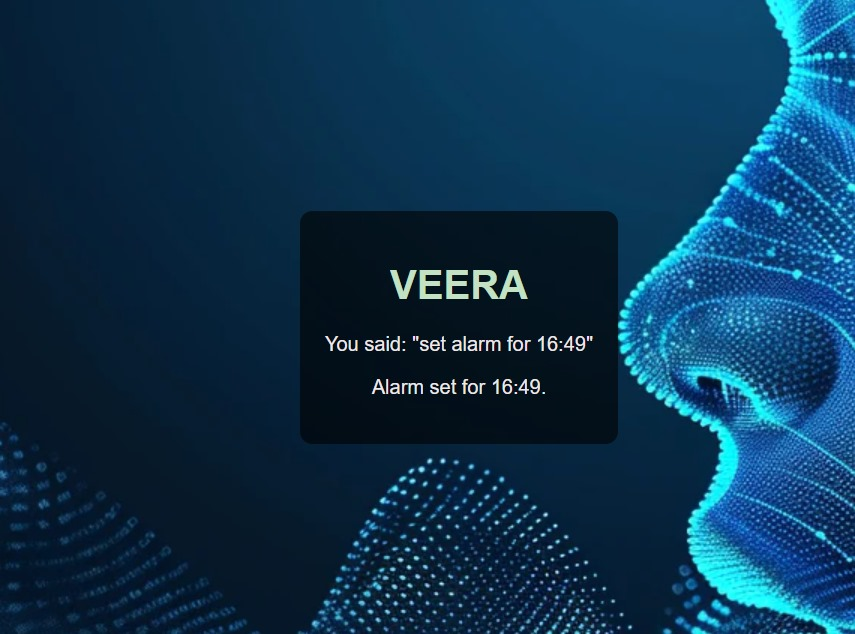 VEERA
You said: "set alarm for 16:49"
Alarm set for 16:49.